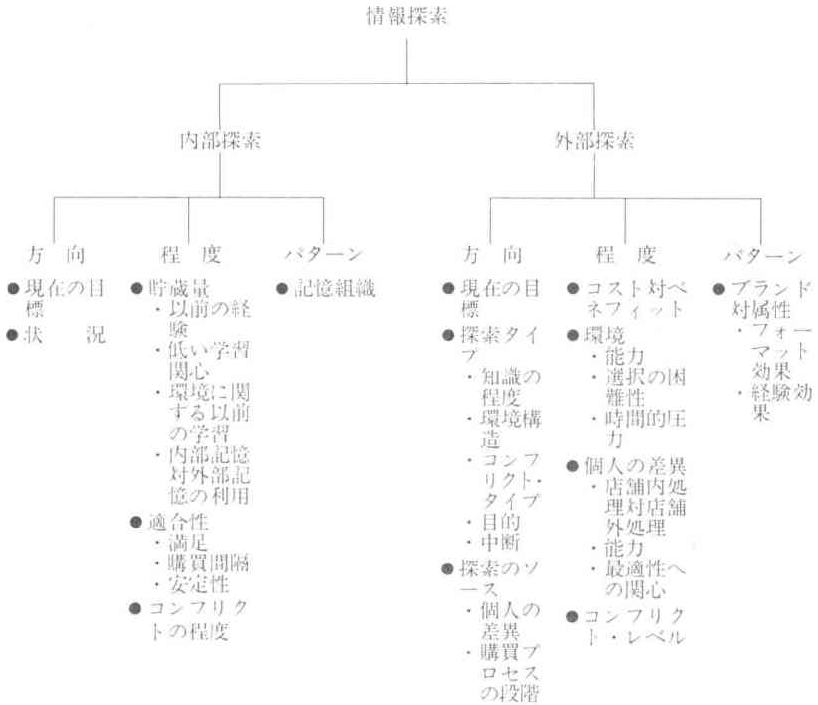 情報探索
内部探索
外部探索
方 向
● 現在の目
標
● 状 況
程 度
● 貯蔵量
・以前の経
験
・低い学習
関心
・環境に関
する以前
の学習
・内部記憶
対外部記
憶の利用
● 適合性
・満足
・購買間隔
・安定性
● コンフリク
トの程度
パターン
● 記憶組織
方 向
● 現在の目
標
● 探索タイ
プ
・知識の
程度
・環境構
造
・コンフ
リクト・
タイプ
・目的
・中断
● 探索のソ
ース
・個人の
差異
・購買プ
ロセス
の段階
程 度
● コスト対ベ
ネフィット
● 環境
・能力
・選択の困
難性
・時間的圧
力
● 個人の差異
・店舗内処
理対店舗
外処理
・能力
・最適性へ
の関心
● コンフリク
ト・レベル
パターン
● ブランド
対属性
・フォー
マット
効果
・経験効
果